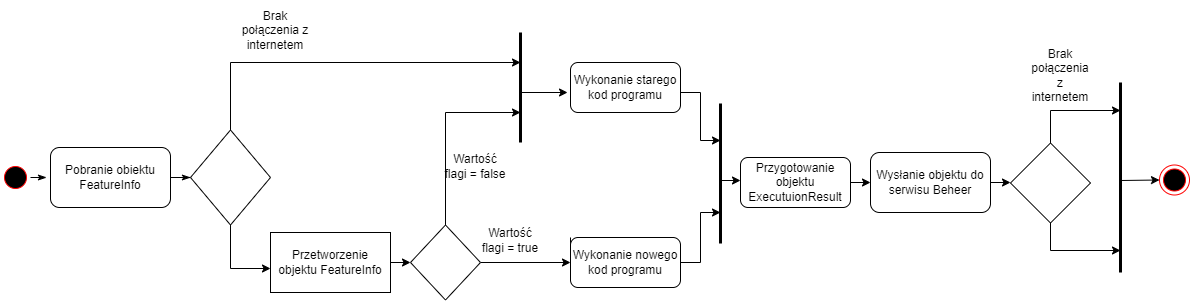 Brak
połączenia z
internetem
Pobranie obiektu
FeatureInfo
Przetworzenie
objektu FeatureInfo
Wartość
flagi = false
Wartość
flagi = true
Wykonanie starego
kod programu
Wykonanie nowego
kod programu
Przygotowanie
objektu
ExecutuionResult
Wysłanie objektu do
serwisu Beheer
Brak
połączenia
z
internetem